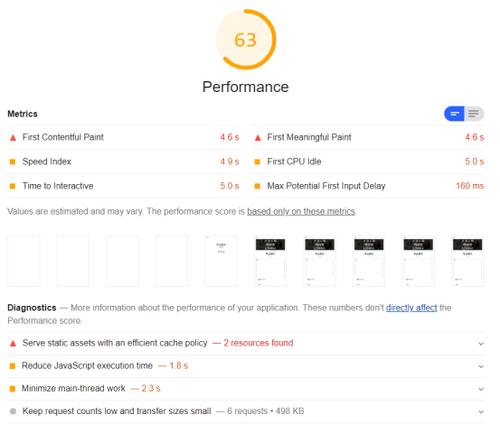 63
Performance
Metrics
First Contentful Paint 4.6 s
First Meaningful Paint 4.6 s
Speed Index 4.9 s
First CPU Idle 5.0 s
Time to Interactive 5.0 s
Max Potential First Input Delay 160 ms
Values are estimated and may vary. The performance score is based only on these metrics.
Diagnostics — More information about the performance of your application. These numbers don't directly affect the
Performance score.
Serve static assets with an efficient cache policy — 2 resources found
Reduce JavaScript execution time — 1.8 s
Minimize main-thread work — 2.3 s
Keep request counts low and transfer sizes small — 6 requests • 498 KB